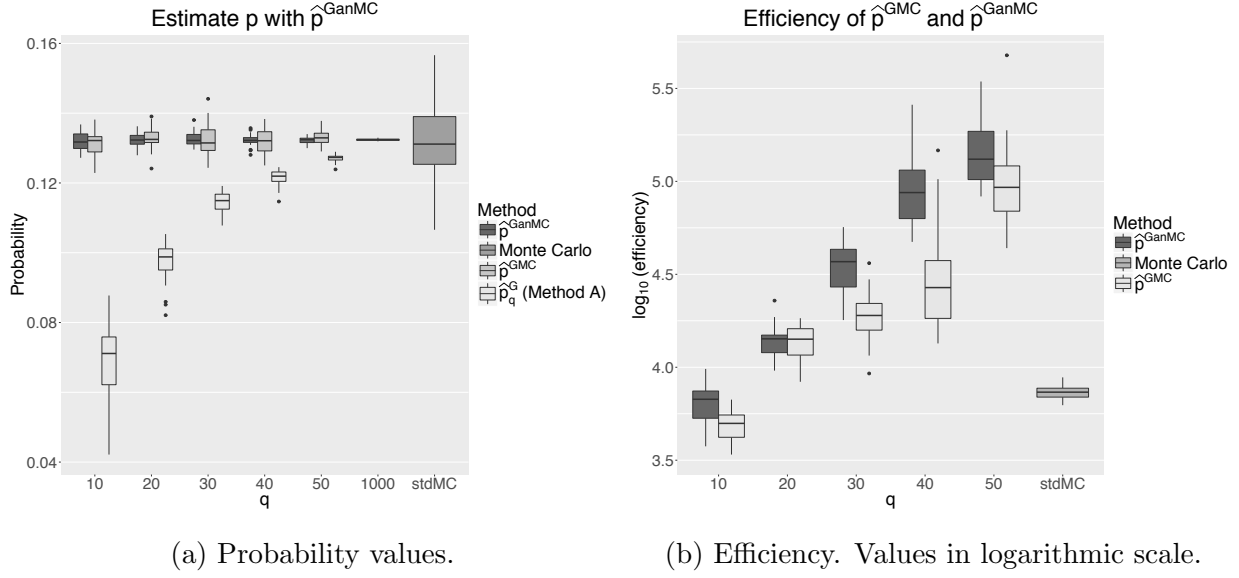 Estimate p with p̂^GanMC
0.16
0.12
0.08
0.04
Probability
10 20 30 40 50 1000 stdMC
q
Method
p̂^GanMC
Monte Carlo
p̂^GMC
p̂_q^G (Method A)
(a) Probability values.
Efficiency of p̂^GMC and p̂^GanMC
5.5
5.0
4.5
4.0
3.5
log₁₀(efficiency)
10 20 30 40 50 stdMC
q
Method
p̂^GanMC
Monte Carlo
p̂^GMC
(b) Efficiency. Values in logarithmic scale.